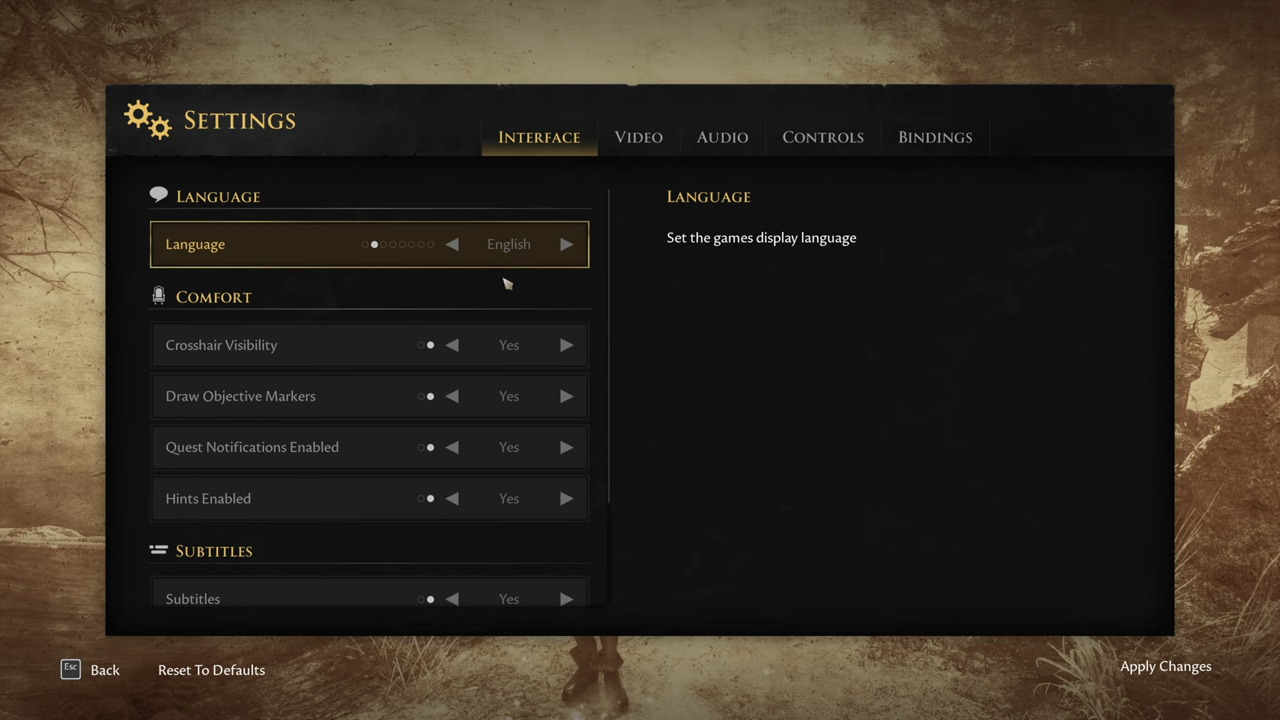 SETTINGS
INTERFACE VIDEO AUDIO CONTROLS BINDINGS
LANGUAGE
Language English
COMFORT
Crosshair Visibility Yes
Draw Objective Markers Yes
Quest Notifications Enabled Yes
Hints Enabled Yes
SUBTITLES
Subtitles Yes
LANGUAGE
Set the games display language
Esc Back Reset To Defaults Apply Changes